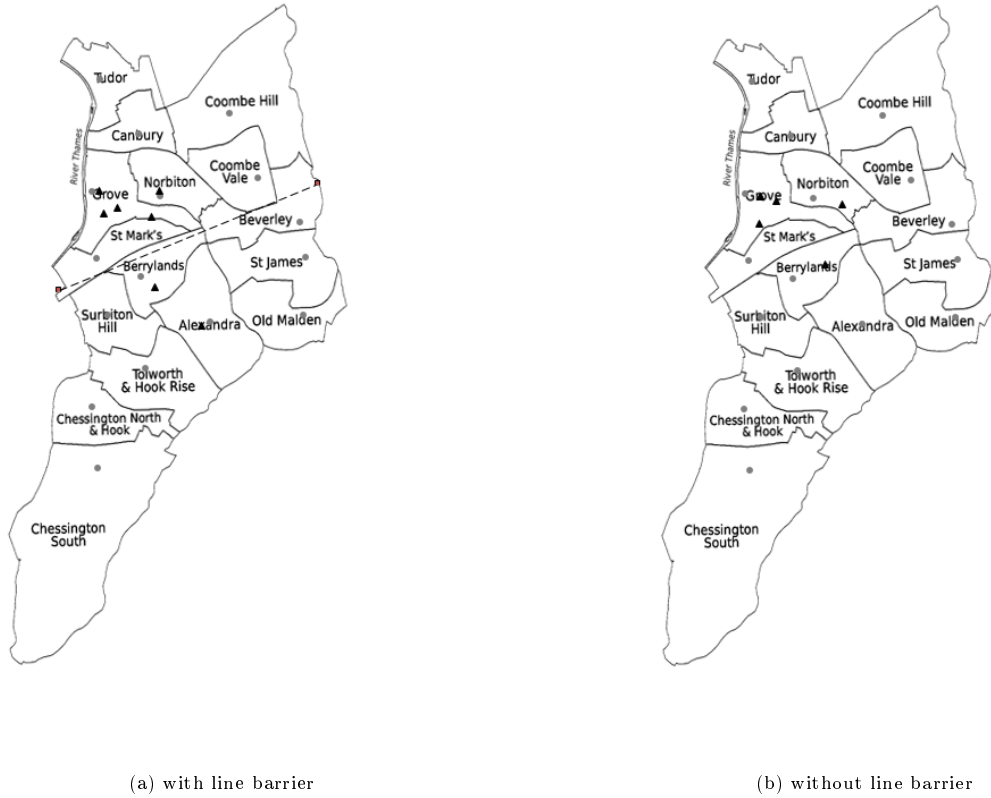 Tudor
Coombe Hill
Canbury
River Thames
Coombe
Vale
Norbiton
Grove
Beverley
St Mark's
Berrylands
St James
Surbiton
Hill
Alexandra
Old Malden
Tolworth
& Hook Rise
Chessington North
& Hook
Chessington
South
(a) with line barrier
Tudor
Coombe Hill
Canbury
River Thames
Coombe
Vale
Norbiton
Grove
Beverley
St Mark's
Berrylands
St James
Surbiton
Hill
Alexandra
Old Malden
Tolworth
& Hook Rise
Chessington North
& Hook
Chessington
South
(b) without line barrier